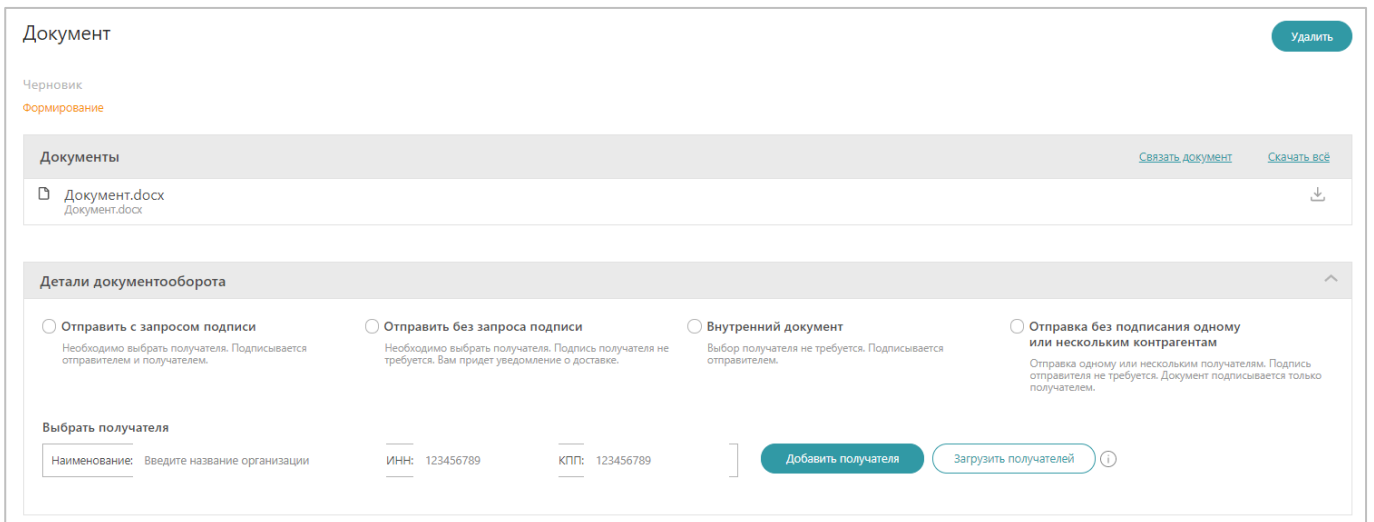 Документ
Удалить
Черновик
Формирование
Документы
Связать документ
Скачать всё
Документ.docx
Документ.docx
Детали документооборота
Отправить с запросом подписи
Необходимо выбрать получателя. Подписывается
отправителем и получателем.
Отправить без запроса подписи
Необходимо выбрать получателя. Подпись получателя не
требуется. Вам придет уведомление о доставке.
Внутренний документ
Выбор получателя не требуется. Подписывается
отправителем.
Отправка без подписания одному
или нескольким контрагентам
Отправка одному или нескольким получателям. Подпись
отправителя не требуется. Документ подписывается только
получателем.
Выбрать получателя
Наименование: Введите название организации
ИНН: 123456789
КПП: 123456789
Добавить получателя
Загрузить получателей
i